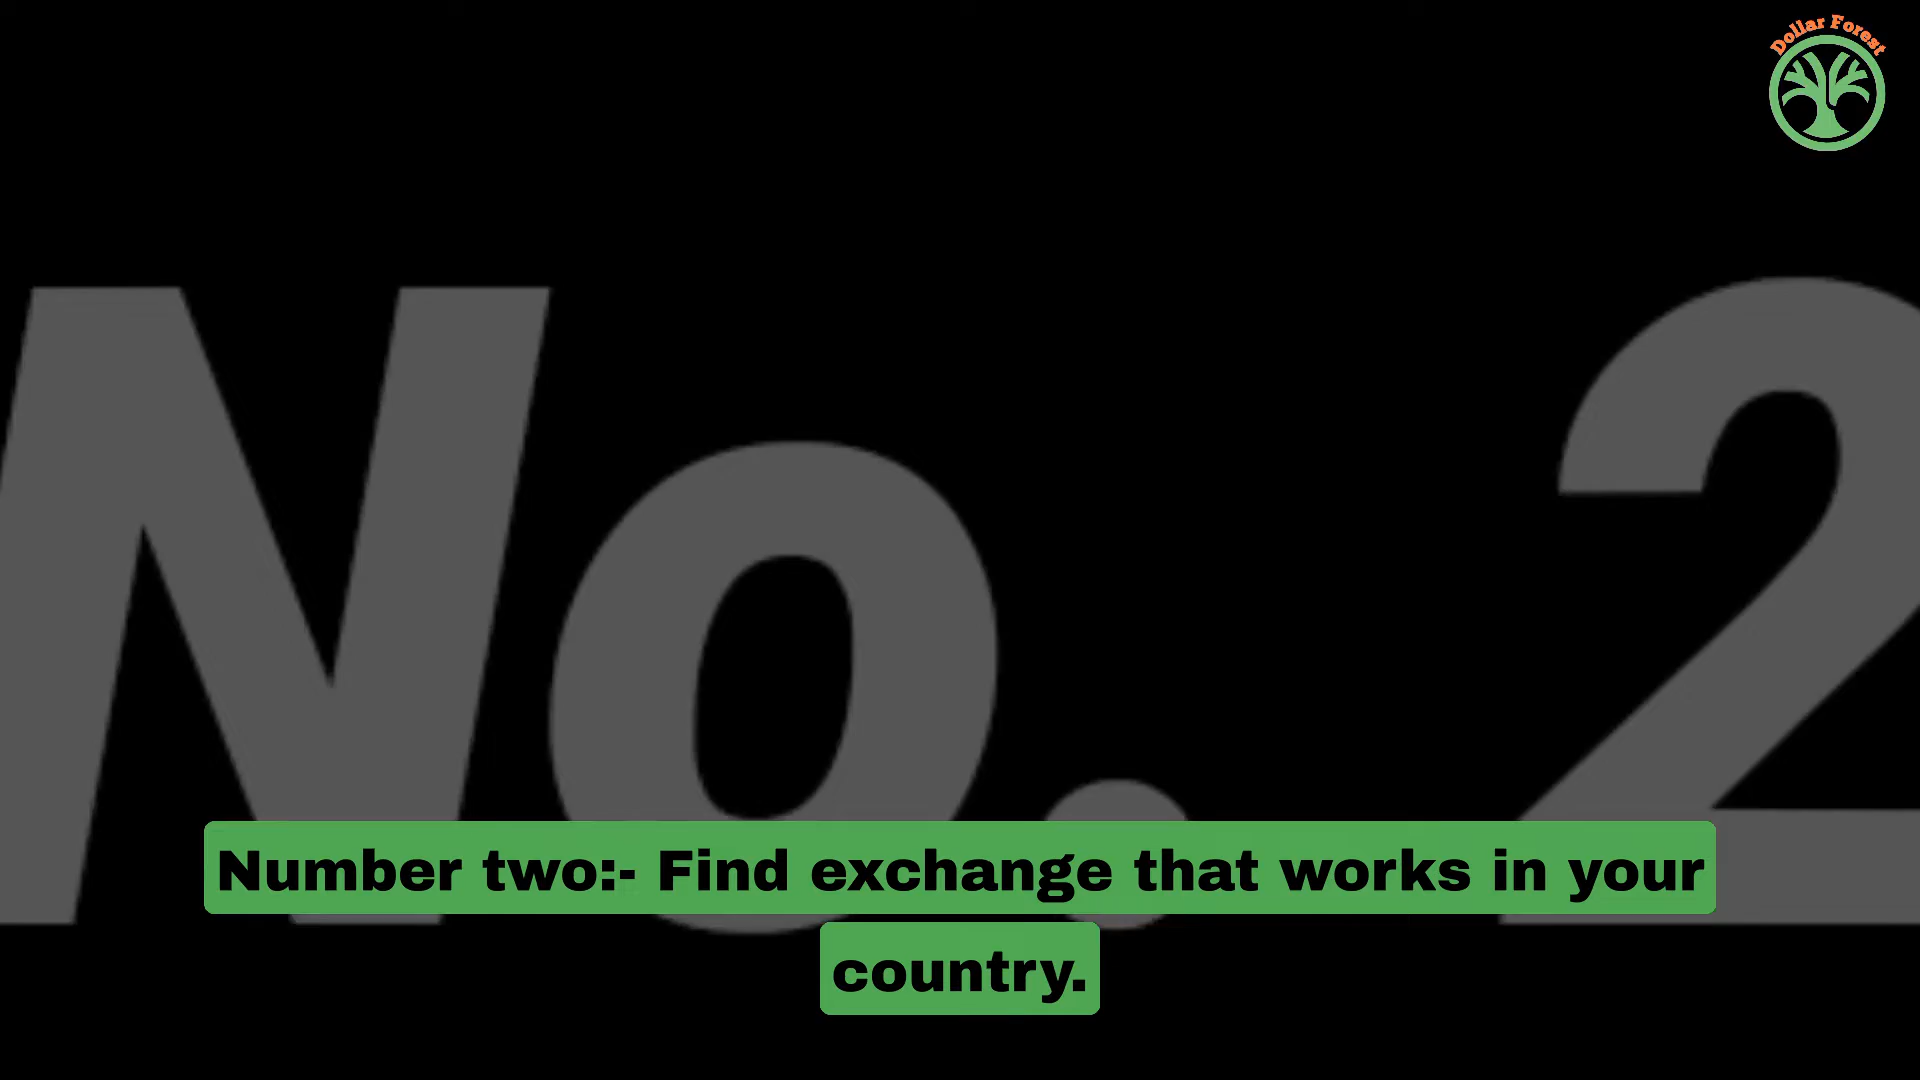 Dollar Forest
No. 2
Number two:- Find exchange that works in your
country.